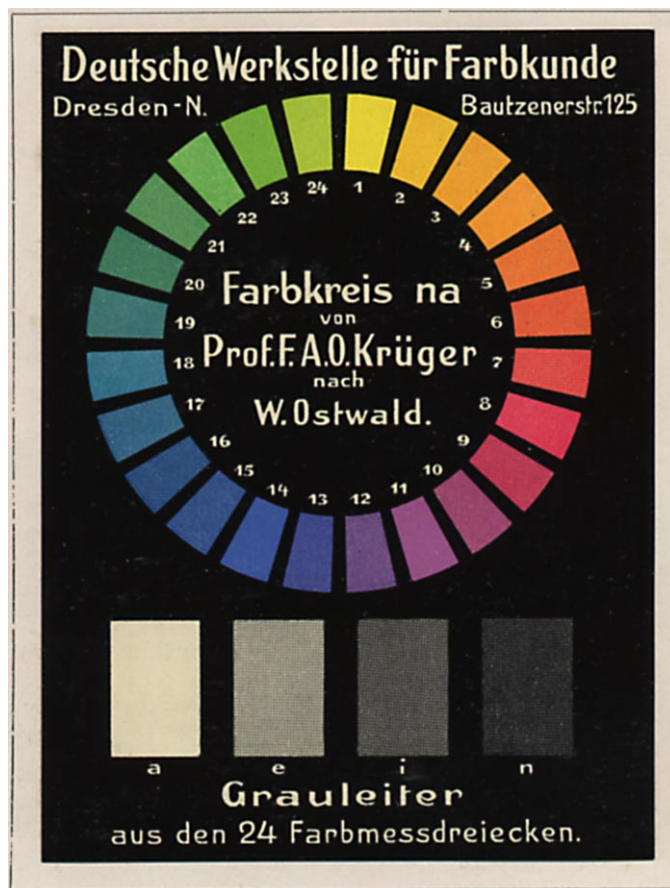 Deutsche Werkstelle für Farbkunde
Dresden-N. Bautzenerstr.125
24 1
23 2
22 3
21 4
20 5
19 6
18 7
17 8
16 9
15 10
14 11
13 12
Farbkreis na
von
Prof.F.A.O.Krüger
nach
W.Ostwald.
a e i n
Grauleiter
aus den 24 Farbmessdreiecken.